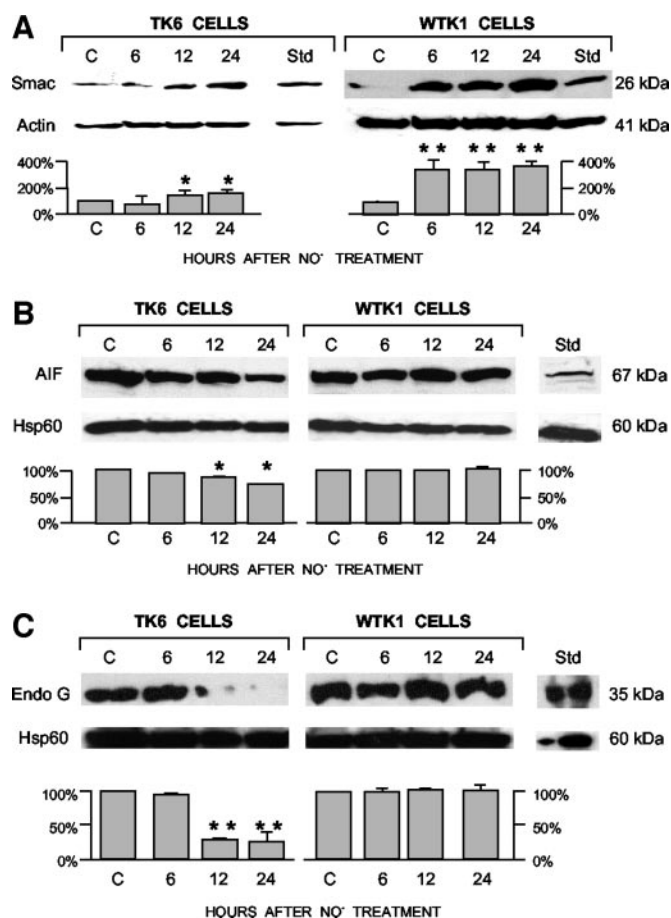 A
TK6 CELLS WTK1 CELLS
C 6 12 24 Std C 6 12 24 Std
Smac 26 kDa
Actin 41 kDa
400% * * ** ** ** 400%
200% 200%
0% 0%
C 6 12 24 C 6 12 24
HOURS AFTER NO· TREATMENT
B
TK6 CELLS WTK1 CELLS
C 6 12 24 C 6 12 24 Std
AIF 67 kDa
Hsp60 60 kDa
100% * * 100%
50% 50%
0% 0%
C 6 12 24 C 6 12 24
HOURS AFTER NO· TREATMENT
C
TK6 CELLS WTK1 CELLS
C 6 12 24 C 6 12 24 Std
Endo G 35 kDa
Hsp60 60 kDa
100% 100%
50% ** ** 50%
0% 0%
C 6 12 24 C 6 12 24
HOURS AFTER NO· TREATMENT